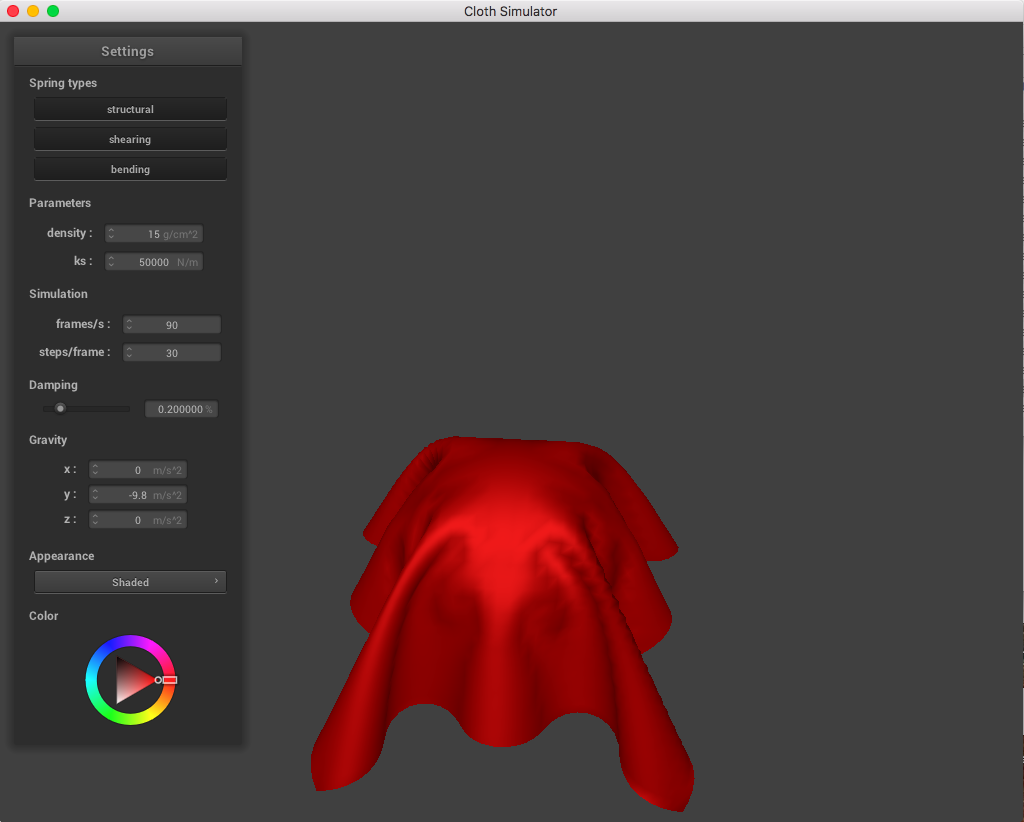 Cloth Simulator
Settings
Spring types
structural
shearing
bending
Parameters
density : 15 g/cm^2
ks : 50000 N/m
Simulation
frames/s : 90
steps/frame : 30
Damping
0.200000 %
Gravity
x : 0 m/s^2
y : -9.8 m/s^2
z : 0 m/s^2
Appearance
Shaded ›
Color